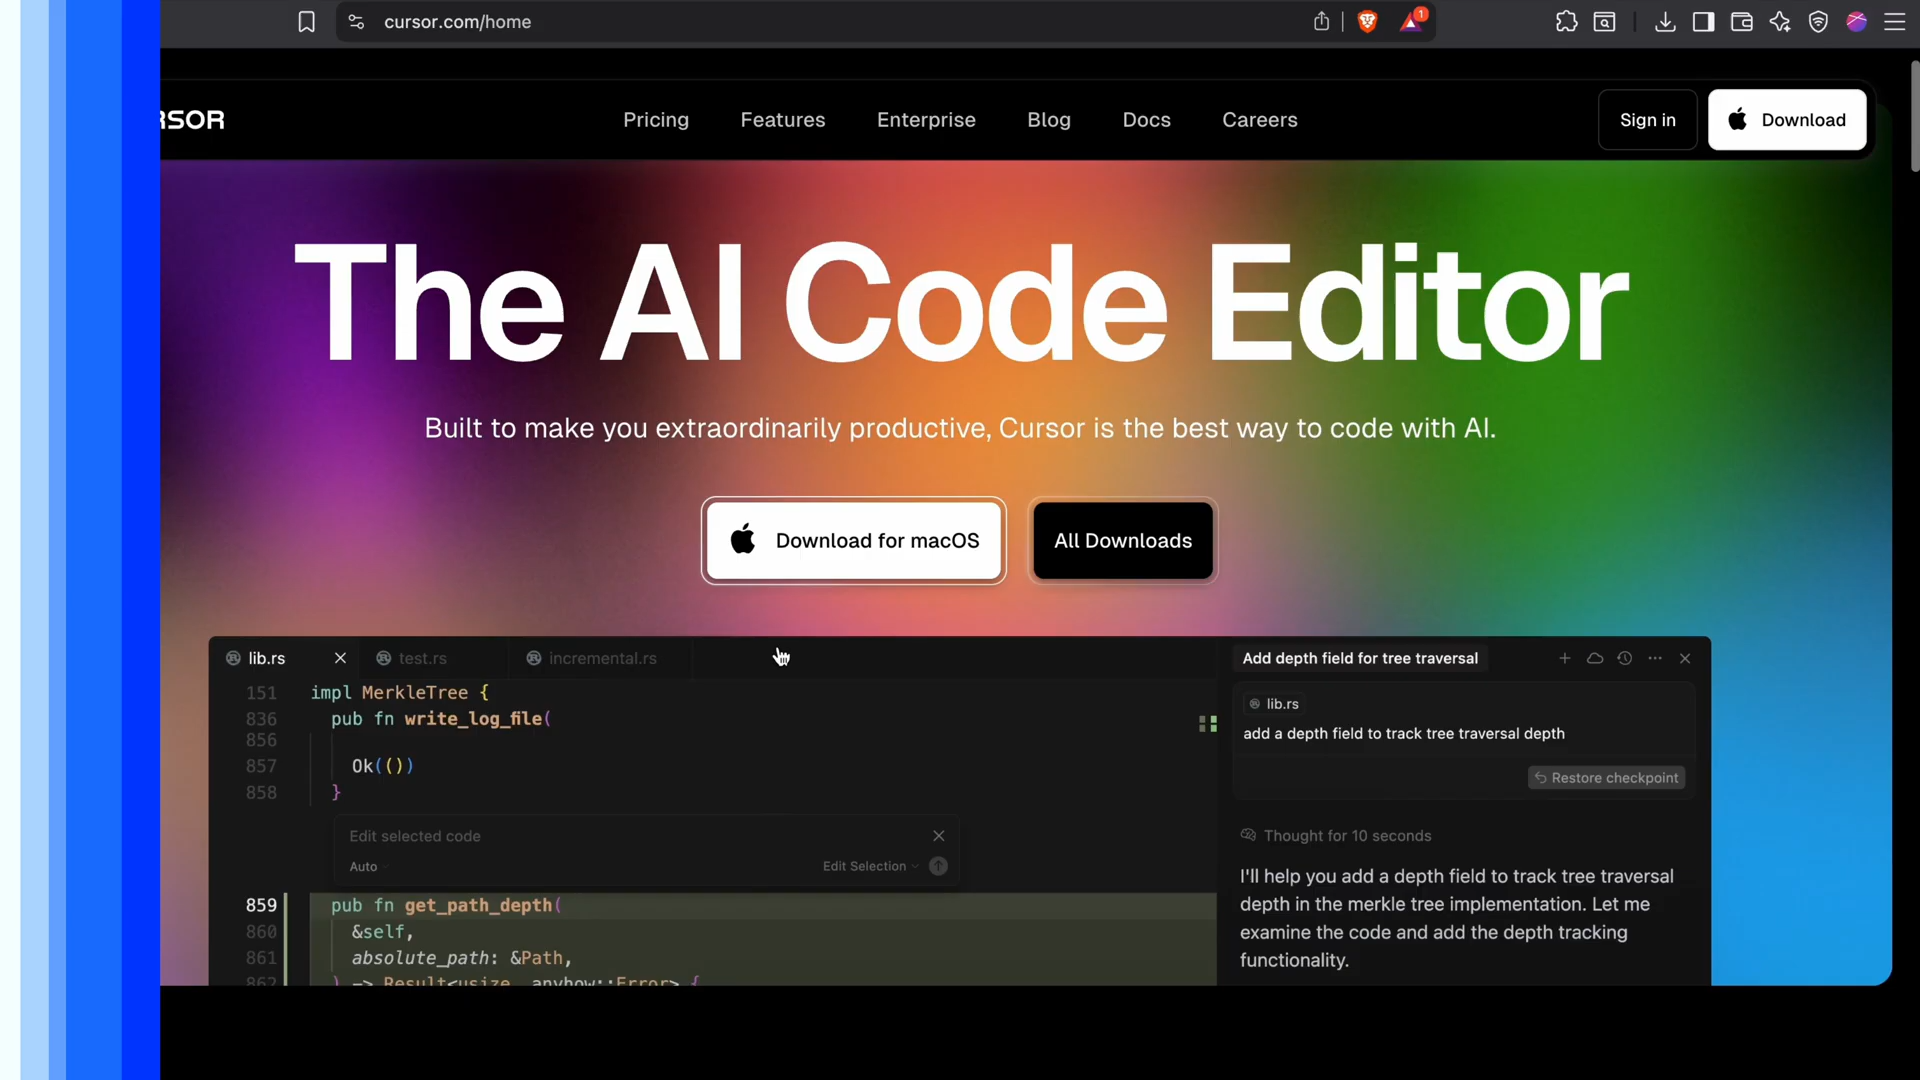 cursor.com/home
1
RSOR
Pricing
Features
Enterprise
Blog
Docs
Careers
Sign in
Download
The AI Code Editor
Built to make you extraordinarily productive, Cursor is the best way to code with AI.
Download for macOS
All Downloads
lib.rs
test.rs
incremental.rs
151 impl MerkleTree {
836 pub fn write_log_file(
856
857 Ok(())
858 }
Edit selected code
Auto
Edit Selection
859 pub fn get_path_depth(
860 &self,
861 absolute_path: &Path,
862 ) -> Result<usize, anyhow::Error> {
Add depth field for tree traversal
lib.rs
add a depth field to track tree traversal depth
Restore checkpoint
Thought for 10 seconds
I'll help you add a depth field to track tree traversal
depth in the merkle tree implementation. Let me
examine the code and add the depth tracking
functionality.